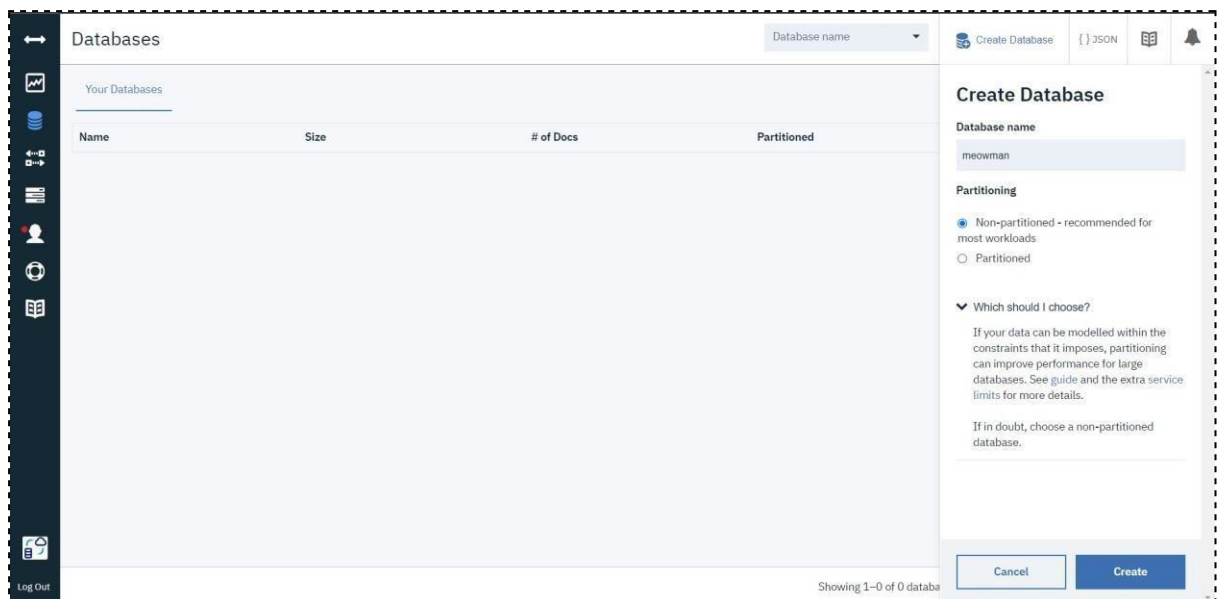 Databases
Database name
Create Database
{ } JSON
Your Databases
Name Size # of Docs Partitioned
Create Database
Database name
meowman
Partitioning
Non-partitioned - recommended for
most workloads
Partitioned
Which should I choose?
If your data can be modelled within the
constraints that it imposes, partitioning
can improve performance for large
databases. See guide and the extra service
limits for more details.
If in doubt, choose a non-partitioned
database.
Cancel
Create
Log Out
Showing 1–0 of 0 databa